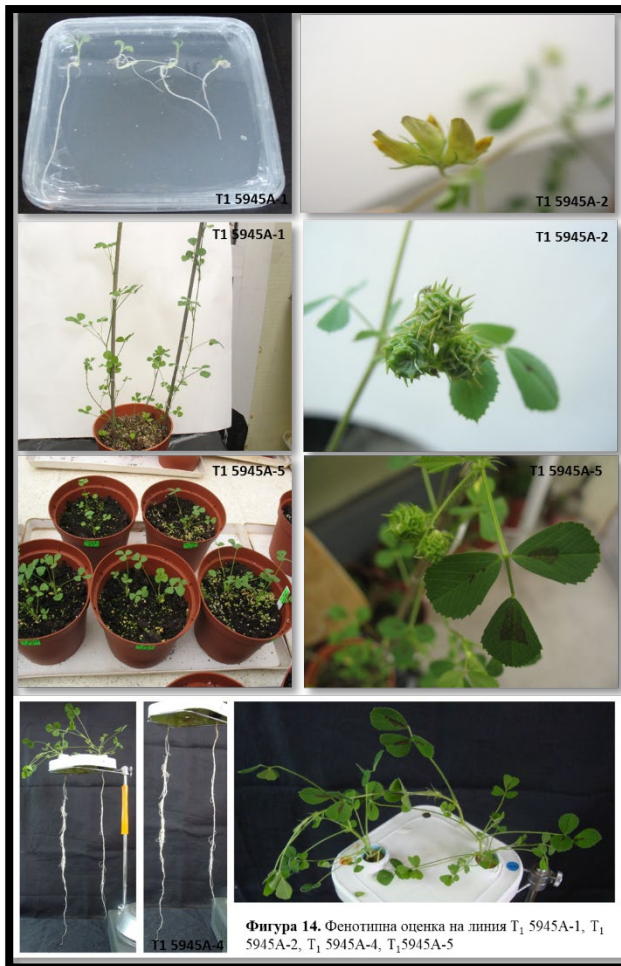 T1 5945A-1
T1 5945A-2
T1 5945A-1
T1 5945A-2
T1 5945A-5
T1 5945A-5
T1 5945A-4
Фигура 14. Фенотипна оценка на линия T₁ 5945A-1, T₁
5945A-2, T₁ 5945A-4, T₁5945A-5